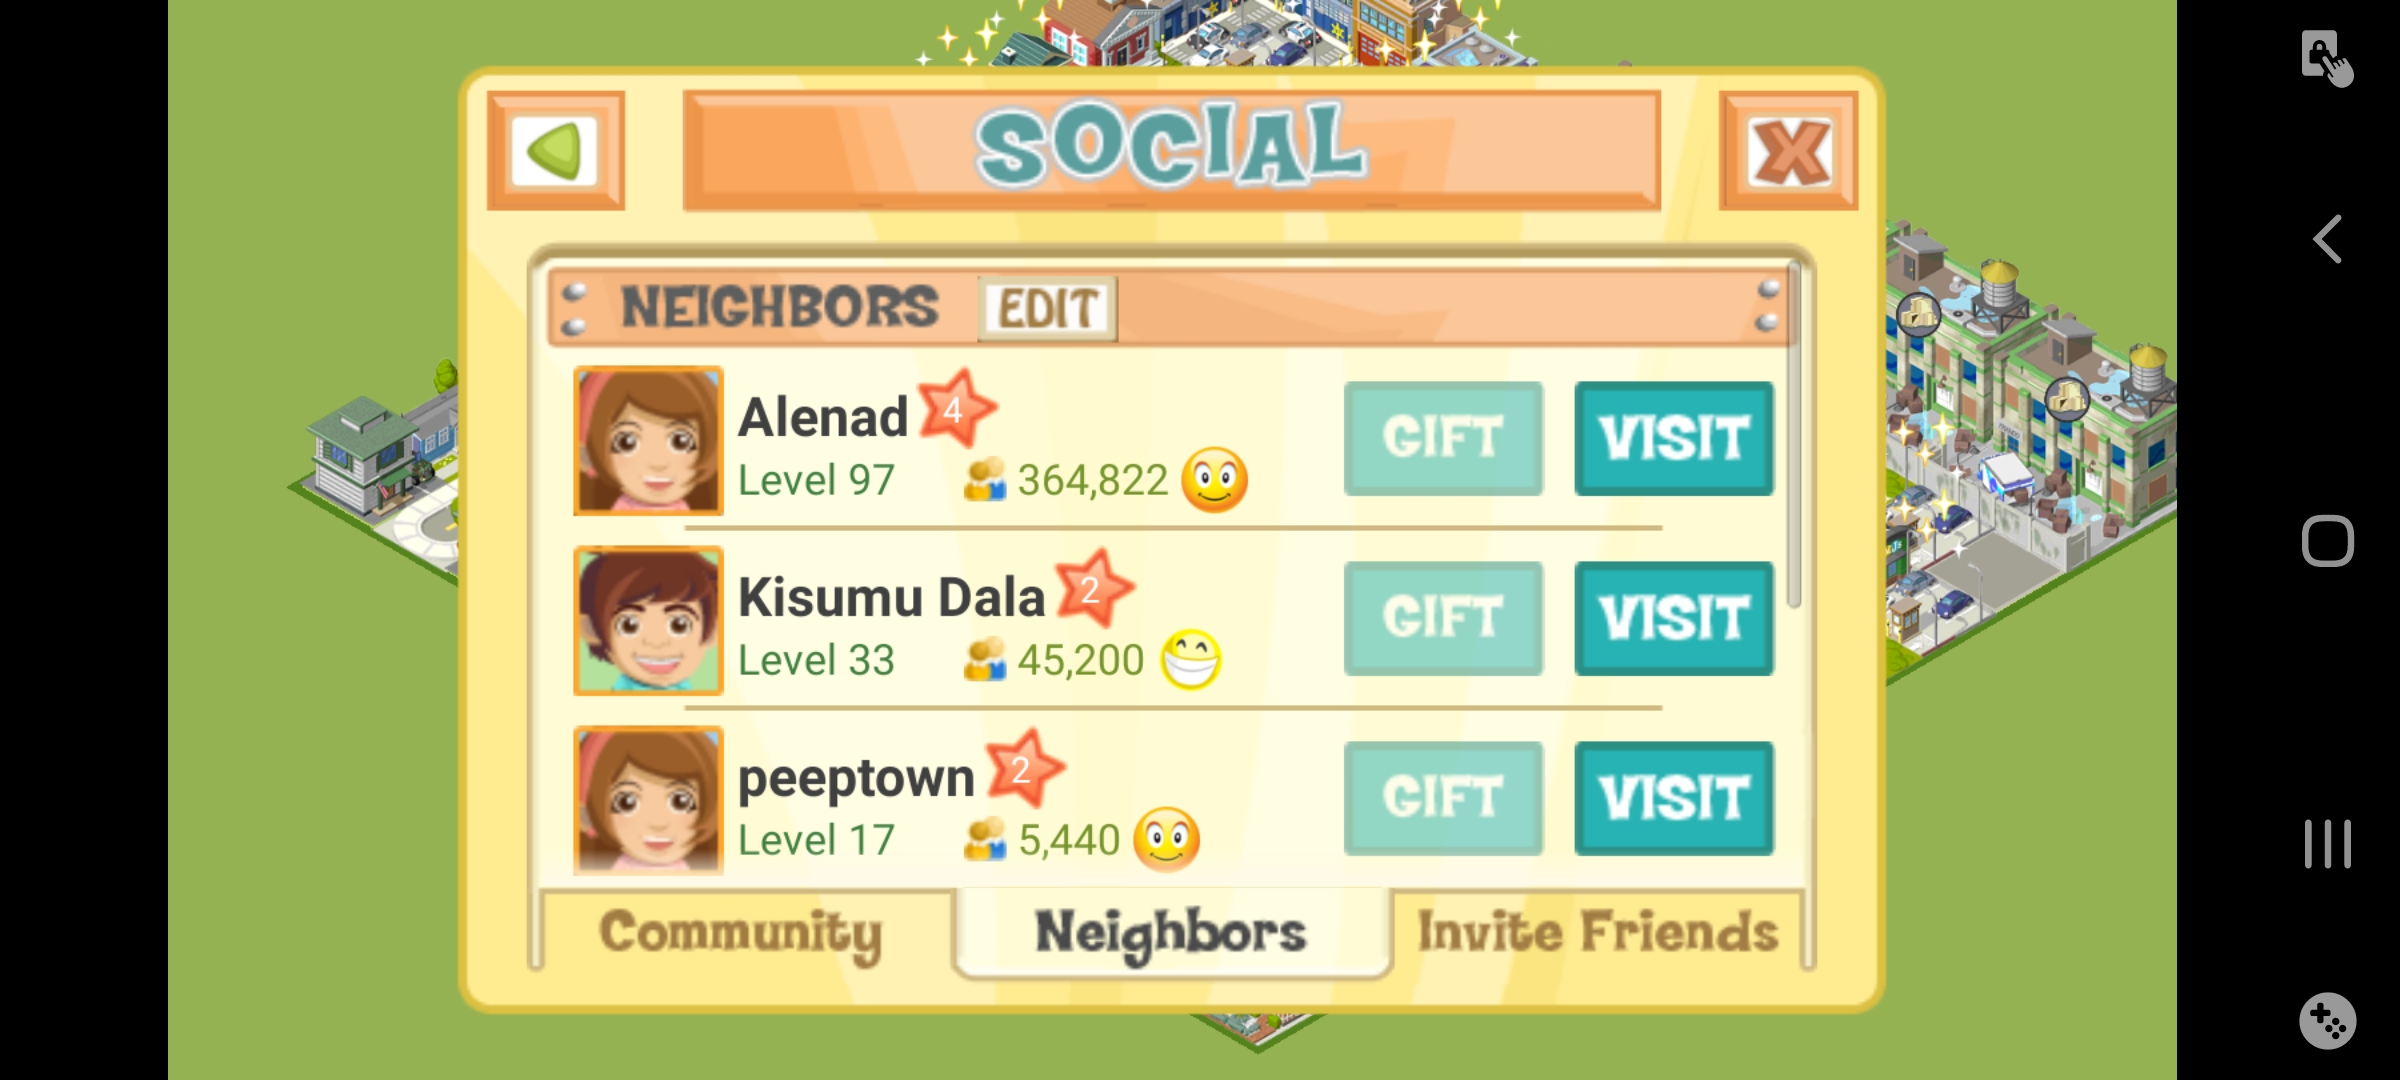 SOCIAL
NEIGHBORS EDIT
Alenad 4
Level 97 364,822
GIFT VISIT
Kisumu Dala 2
Level 33 45,200
GIFT VISIT
peeptown 2
Level 17 5,440
GIFT VISIT
Community Neighbors Invite Friends